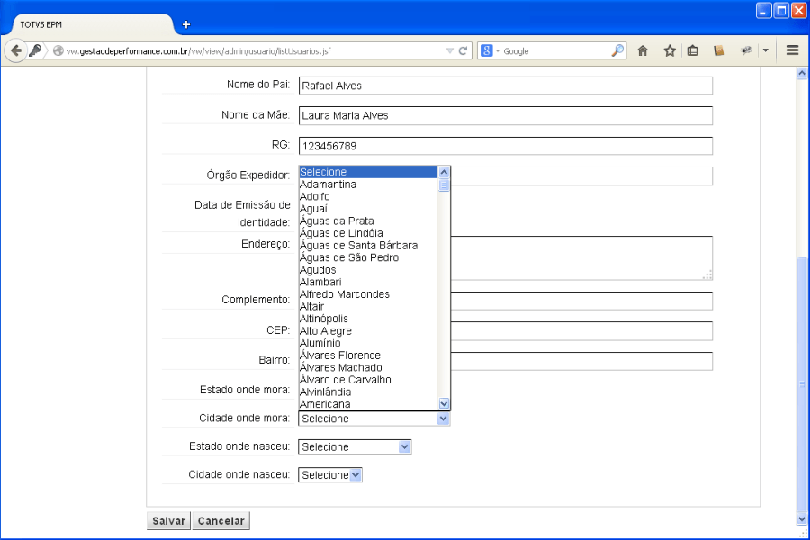 TOTVS EPM
vw.gestaodeperformance.com.br/vw/view/admin/usuario/listUsuarios.js
Google
Nome do Pai: Rafael Alves
Nome da Mãe: Laura Maria Alves
RG: 123456789
Órgão Expedidor:
Data de Emissão de
identidade:
Endereço:
Complemento:
CEP:
Bairro:
Estado onde mora:
Selecione
Adamantina
Adolfo
Aguaí
Águas da Prata
Águas de Lindóia
Águas de Santa Bárbara
Águas de São Pedro
Agudos
Alambari
Alfredo Marcondes
Altair
Altinópolis
Alto Alegre
Alumínio
Álvares Florence
Álvares Machado
Álvaro de Carvalho
Alvinlândia
Americana
Cidade onde mora: Selecione
Estado onde nasceu: Selecione
Cidade onde nasceu: Selecione
Salvar Cancelar